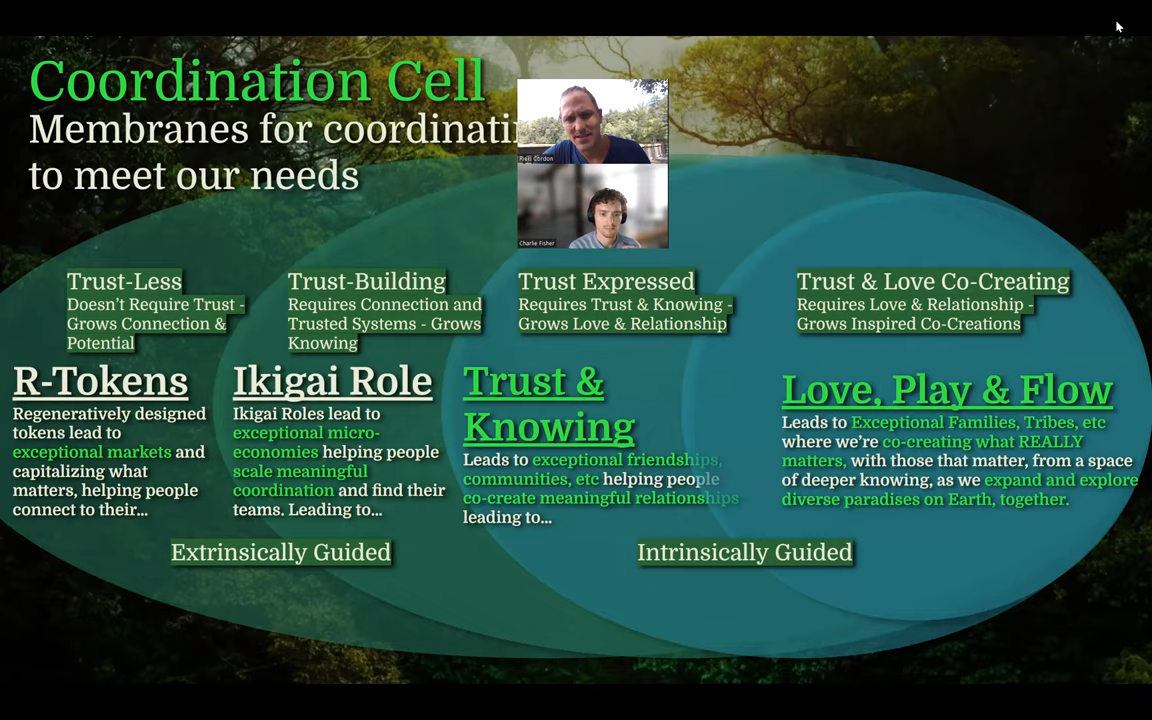 Coordination Cell
Membranes for coordinati
to meet our needs
Rieki Cordon
Charlie Fisher
Trust-Less
Doesn't Require Trust -
Grows Connection &
Potential
Trust-Building
Requires Connection and
Trusted Systems - Grows
Knowing
Trust Expressed
Requires Trust & Knowing -
Grows Love & Relationship
Trust & Love Co-Creating
Requires Love & Relationship -
Grows Inspired Co-Creations
R-Tokens
Regeneratively designed
tokens lead to
exceptional markets and
capitalizing what
matters, helping people
connect to their...
Ikigai Role
Ikigai Roles lead to
exceptional micro-
economies helping people
scale meaningful
coordination and find their
teams. Leading to...
Trust &
Knowing
Leads to exceptional friendships,
communities, etc helping people
co-create meaningful relationships
leading to...
Love, Play & Flow
Leads to Exceptional Families, Tribes, etc
where we're co-creating what REALLY
matters, with those that matter, from a space
of deeper knowing, as we expand and explore
diverse paradises on Earth, together.
Extrinsically Guided
Intrinsically Guided